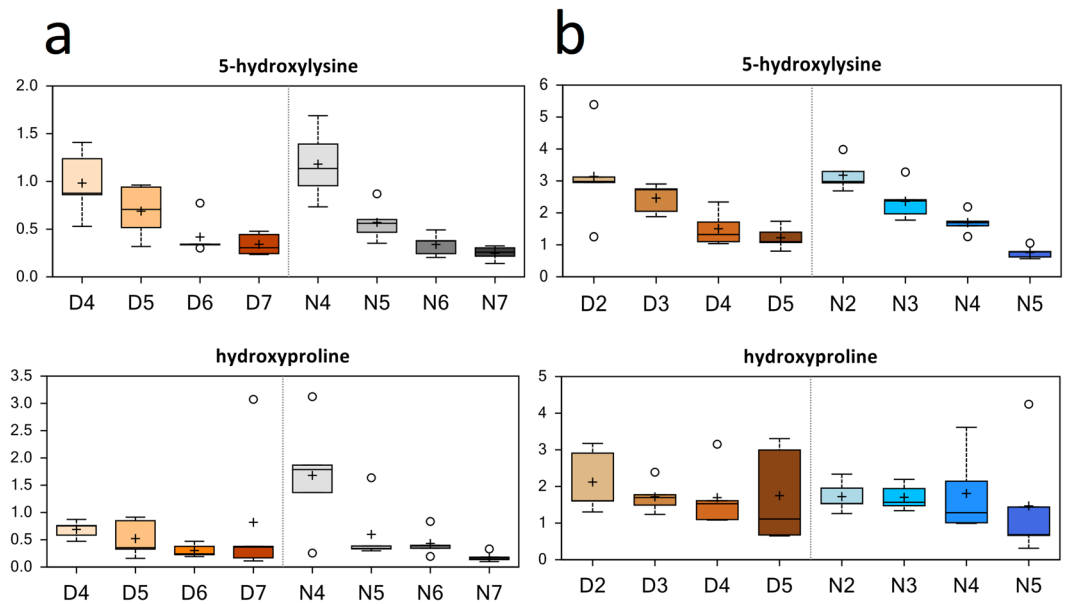 a
b
5-hydroxylysine
2.0
1.5
1.0
0.5
0.0
D4 D5 D6 D7 N4 N5 N6 N7
5-hydroxylysine
6
5
4
3
2
1
0
D2 D3 D4 D5 N2 N3 N4 N5
hydroxyproline
3.5
3.0
2.5
2.0
1.5
1.0
0.5
0.0
D4 D5 D6 D7 N4 N5 N6 N7
hydroxyproline
5
4
3
2
1
0
D2 D3 D4 D5 N2 N3 N4 N5